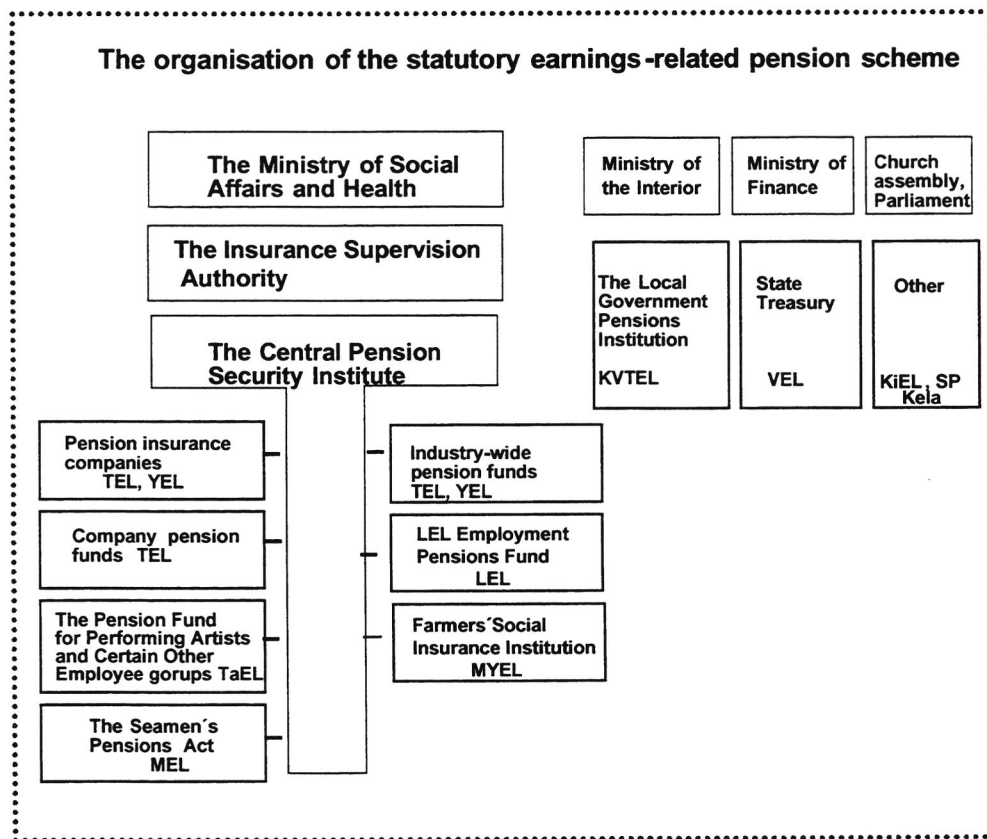 The organisation of the statutory earnings-related pension scheme
The Ministry of Social
Affairs and Health
The Insurance Supervision
Authority
The Central Pension
Security Institute
Ministry of
the Interior
Ministry of
Finance
Church
assembly,
Parliament
The Local
Government
Pensions
Institution
KVTEL
State
Treasury
VEL
Other
KiEL, SP
Kela
Pension insurance
companies
TEL, YEL
Company pension
funds TEL
The Pension Fund
for Performing Artists
and Certain Other
Employee gorups TaEL
The Seamen´s
Pensions Act
MEL
Industry-wide
pension funds
TEL, YEL
LEL Employment
Pensions Fund
LEL
Farmers´Social
Insurance Institution
MYEL